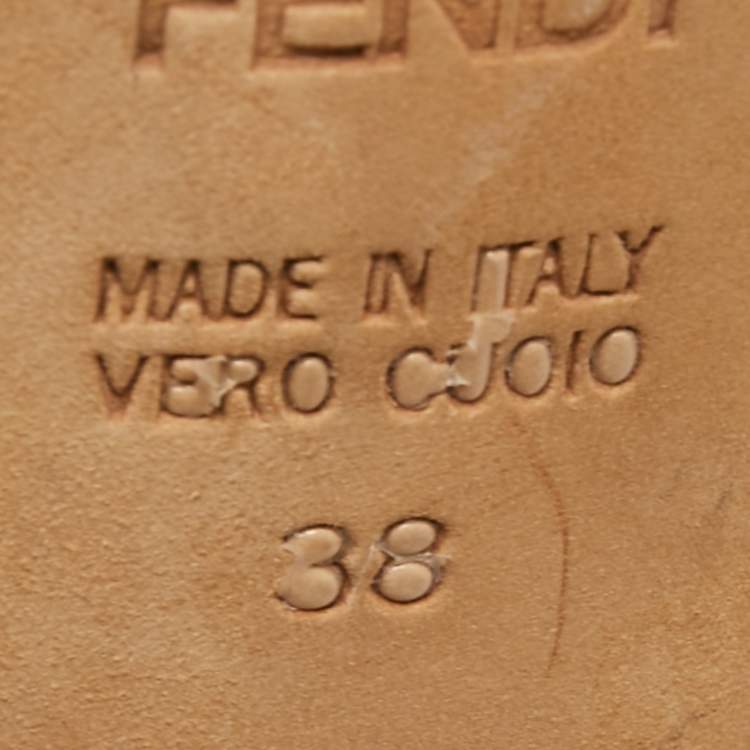 FENDI
MADE IN ITALY
VERO CUOIO
38